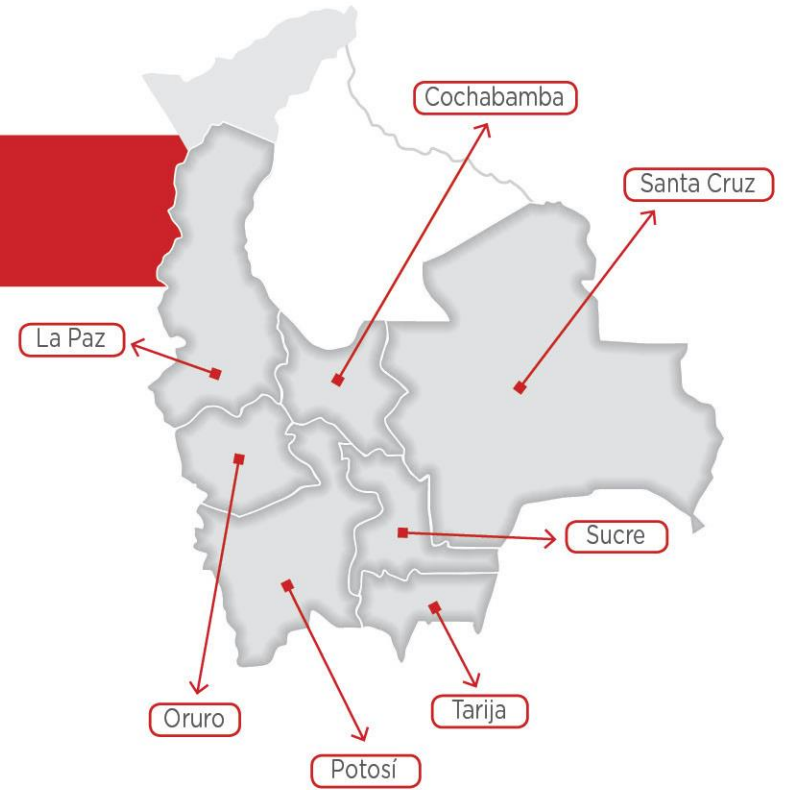 Cochabamba
Santa Cruz
La Paz
Sucre
Oruro
Tarija
Potosí